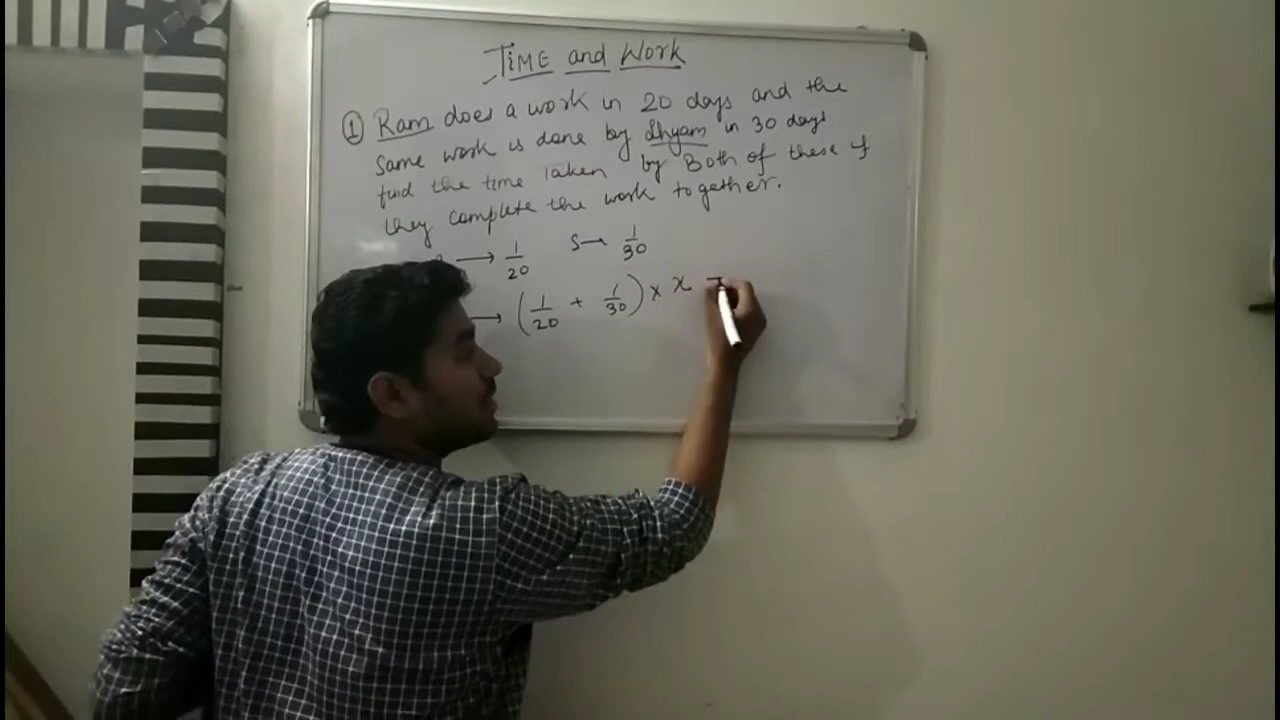 TIME and Work
① Ram does a work in 20 days and the
same work is done by Shyam in 30 days
find the time taken by Both of these if
they complete the work together.
→ 1/20 S → 1/30
→ (1/20 + 1/30) × x =